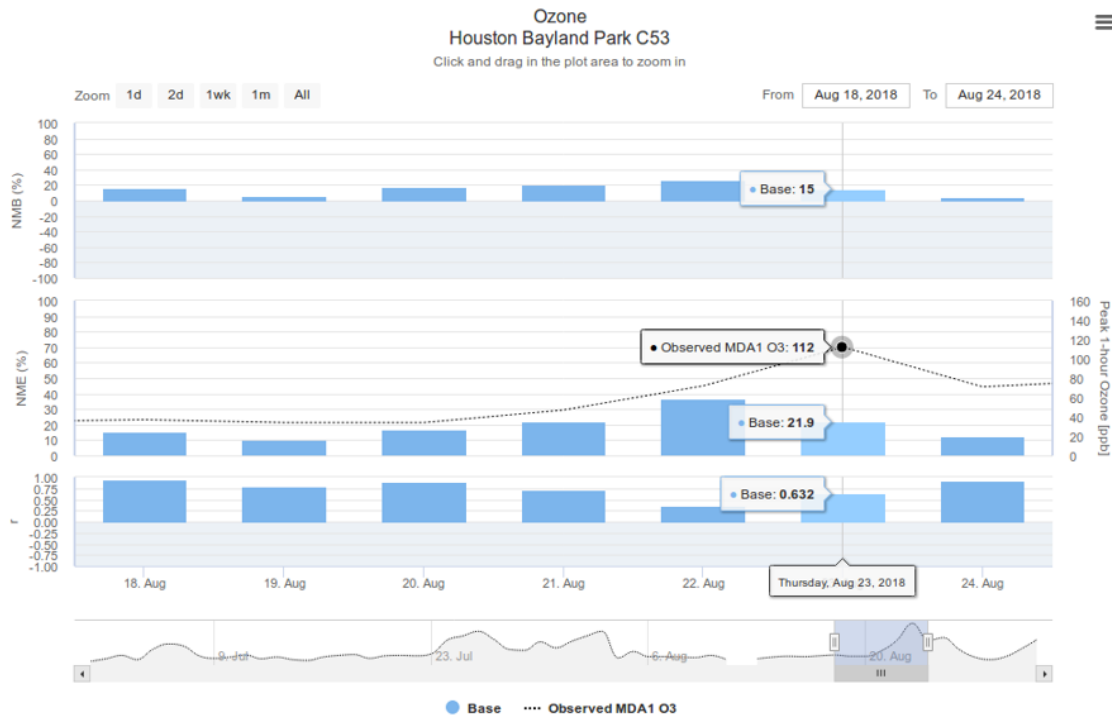 Ozone
Houston Bayland Park C53
Click and drag in the plot area to zoom in
Zoom 1d 2d 1wk 1m All From Aug 18, 2018 To Aug 24, 2018
NMB (%)
100
80
60
40
20
0
-20
-40
-60
-80
-100
Base: 15
NME (%)
100
90
80
70
60
50
40
30
20
10
0
Observed MDA1 O3: 112
Base: 21.9
160
140
120
100
80
60
40
20
0
Peak 1-hour Ozone [ppb]
r
1.00
0.75
0.50
0.25
0.00
-0.25
-0.50
-0.75
-1.00
Base: 0.632
18. Aug 19. Aug 20. Aug 21. Aug 22. Aug Thursday, Aug 23, 2018 24. Aug
9. Jul 23. Jul 6. Aug 20. Aug
Base Observed MDA1 O3